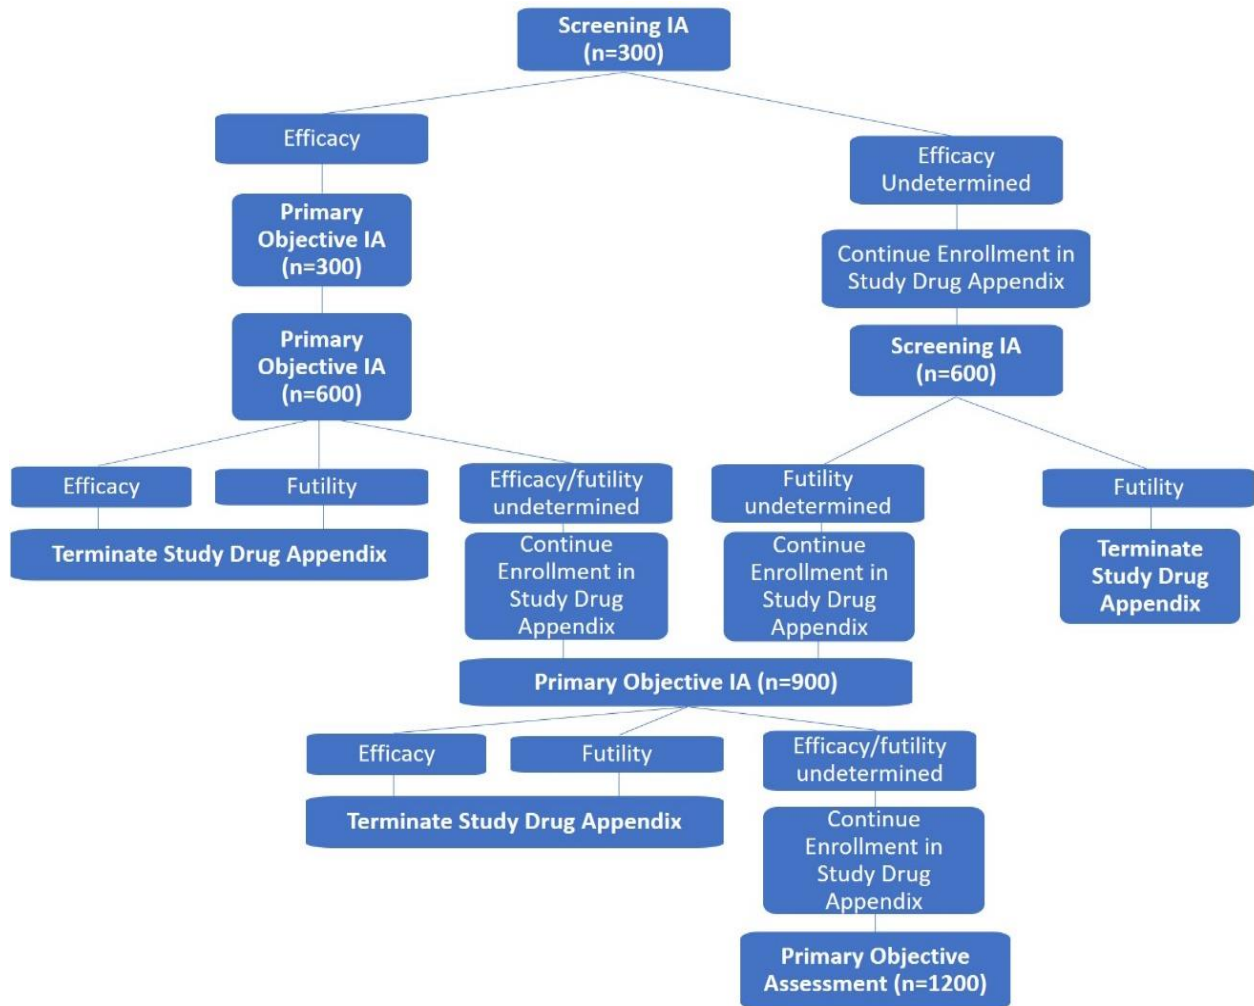 Screening IA
(n=300)
Efficacy
Efficacy
Undetermined
Primary
Objective IA
(n=300)
Continue Enrollment in
Study Drug Appendix
Primary
Objective IA
(n=600)
Screening IA
(n=600)
Efficacy
Futility
Efficacy/futility
undetermined
Futility
undetermined
Futility
Terminate Study Drug Appendix
Continue
Enrollment in
Study Drug
Appendix
Continue
Enrollment in
Study Drug
Appendix
Terminate
Study Drug
Appendix
Primary Objective IA (n=900)
Efficacy
Futility
Efficacy/futility
undetermined
Terminate Study Drug Appendix
Continue
Enrollment in
Study Drug
Appendix
Primary Objective
Assessment (n=1200)